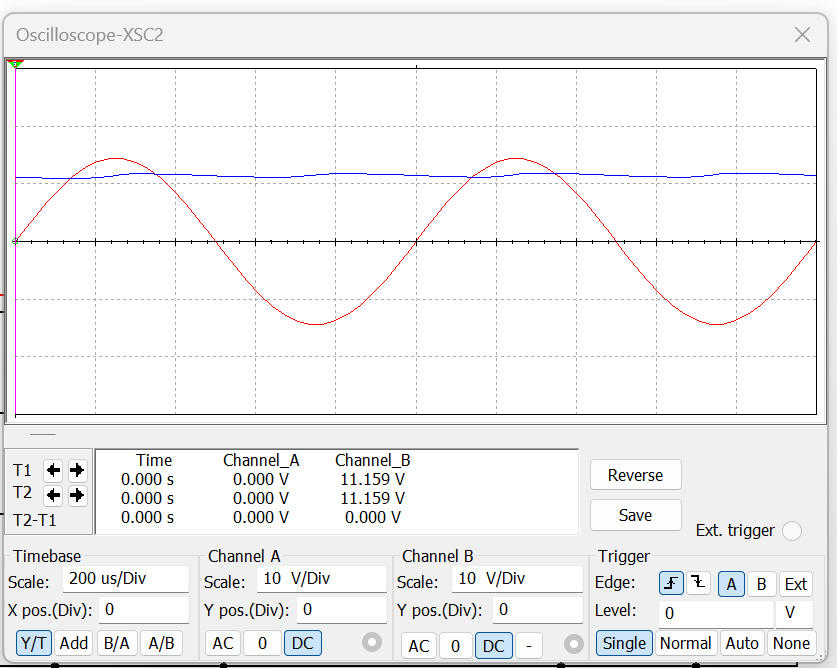 Oscilloscope-XSC2
Time Channel_A Channel_B
T1 0.000 s 0.000 V 11.159 V
T2 0.000 s 0.000 V 11.159 V
T2-T1 0.000 s 0.000 V 0.000 V
Reverse
Save
Ext. trigger
Timebase
Scale: 200 us/Div
X pos.(Div): 0
Y/T Add B/A A/B
Channel A
Scale: 10 V/Div
Y pos.(Div): 0
AC 0 DC
Channel B
Scale: 10 V/Div
Y pos.(Div): 0
AC 0 DC -
Trigger
Edge: A B Ext
Level: 0 V
Single Normal Auto None